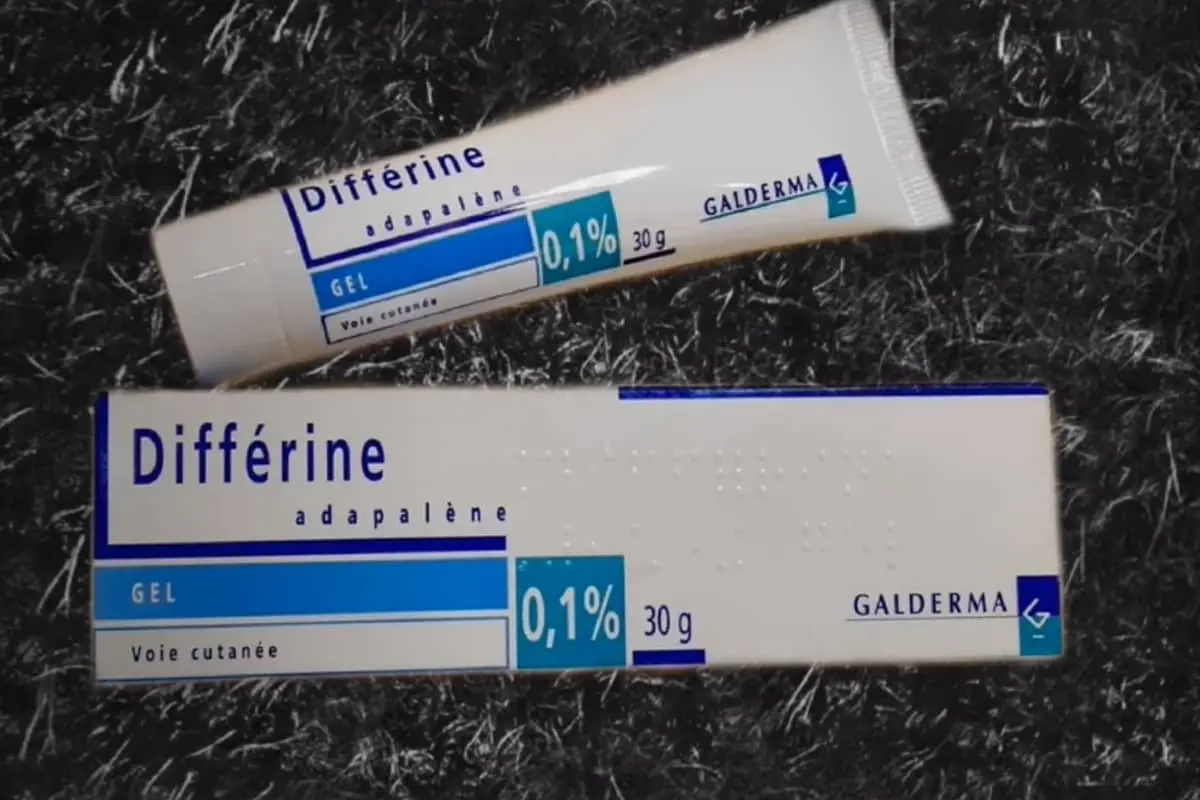 Différine
adapalène
GEL
0,1%
30 g
Voie cutanée
GALDERMA
Différine
adapalène
GEL
0,1%
30 g
Voie cutanée
GALDERMA